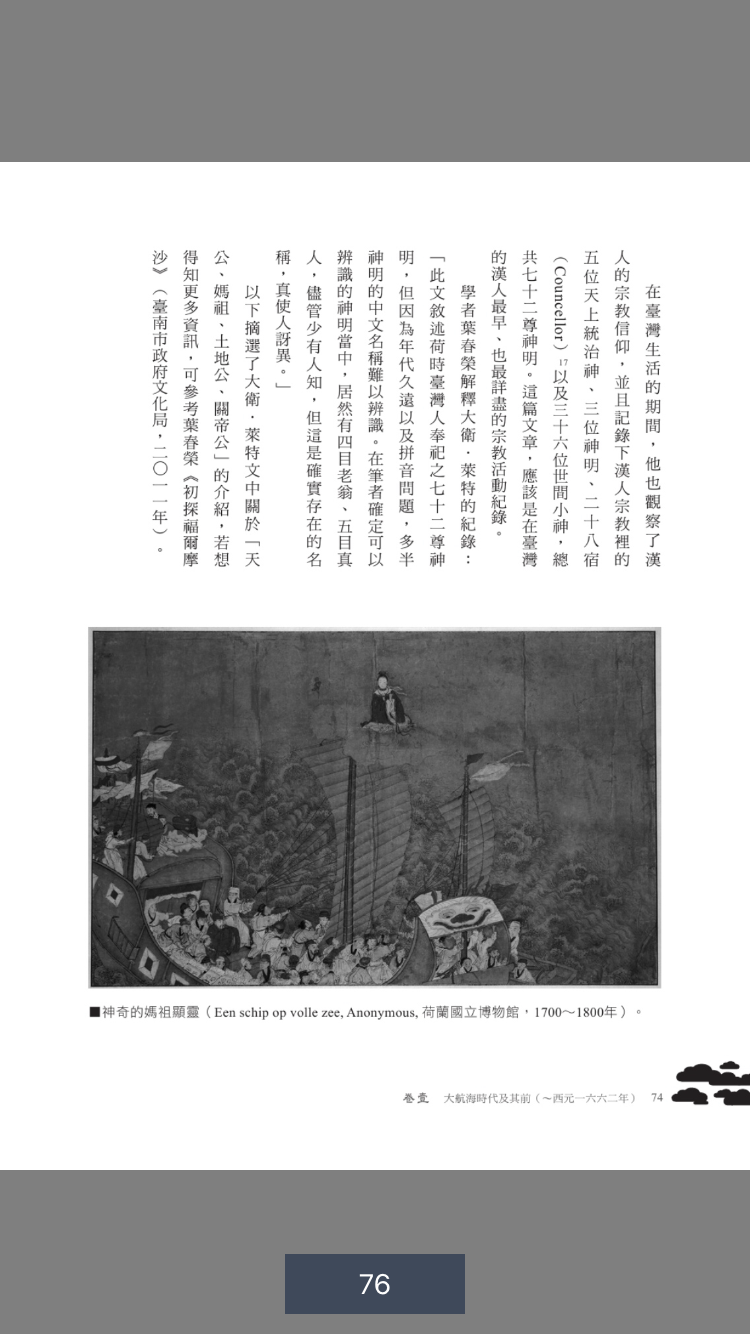 在臺灣生活的期間，他也觀察了漢
人的宗教信仰，並且記錄下漢人宗教裡的
五位天上統治神、三位神明、二十八宿
（Councellor）17以及三十六位世間小神，總
共七十二尊神明。這篇文章，應該是在臺灣
的漢人最早、也最詳盡的宗教活動紀錄。
學者葉春榮解釋大衛．萊特的紀錄：
「此文敘述荷時臺灣人奉祀之七十二尊神
明，但因為年代久遠以及拼音問題，多半
神明的中文名稱難以辨識。在筆者確定可以
辨識的神明當中，居然有四目老翁、五目真
人，儘管少有人知，但這是確實存在的名
稱，真使人訝異。」
以下摘選了大衛．萊特文中關於「天
公、媽祖、土地公、關帝公」的介紹，若想
得知更多資訊，可參考葉春榮《初探福爾摩
沙》（臺南市政府文化局，二〇一一年）。
■神奇的媽祖顯靈（Een schip op volle zee, Anonymous, 荷蘭國立博物館，1700～1800年）。
卷壹 大航海時代及其前（～西元一六六二年） 74
76